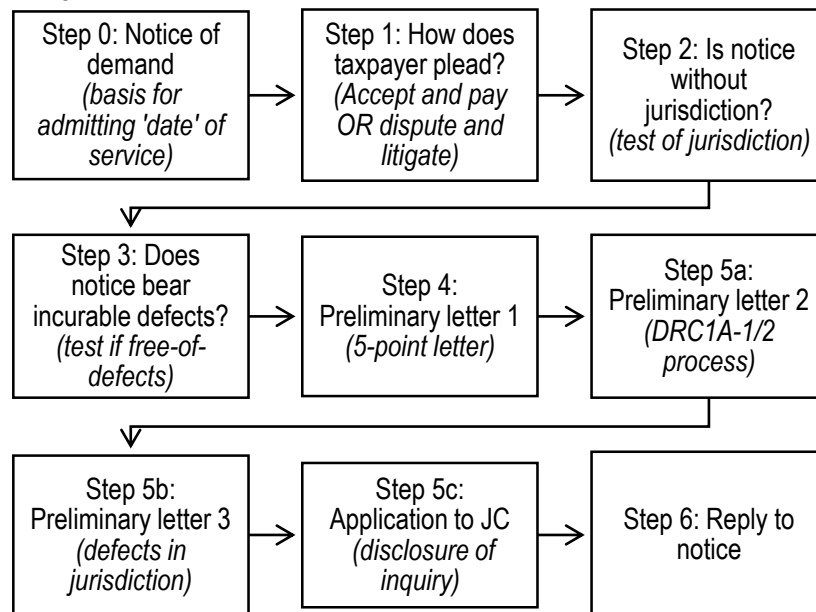 Step 0: Notice of
demand
(basis for
admitting 'date' of
service)
Step 1: How does
taxpayer plead?
(Accept and pay
OR dispute and
litigate)
Step 2: Is notice
without
jurisdiction?
(test of jurisdiction)
Step 3: Does
notice bear
incurable defects?
(test if free-of-
defects)
Step 4:
Preliminary letter 1
(5-point letter)
Step 5a:
Preliminary letter 2
(DRC1A-1/2
process)
Step 5b:
Preliminary letter 3
(defects in
jurisdiction)
Step 5c:
Application to JC
(disclosure of
inquiry)
Step 6: Reply to
notice